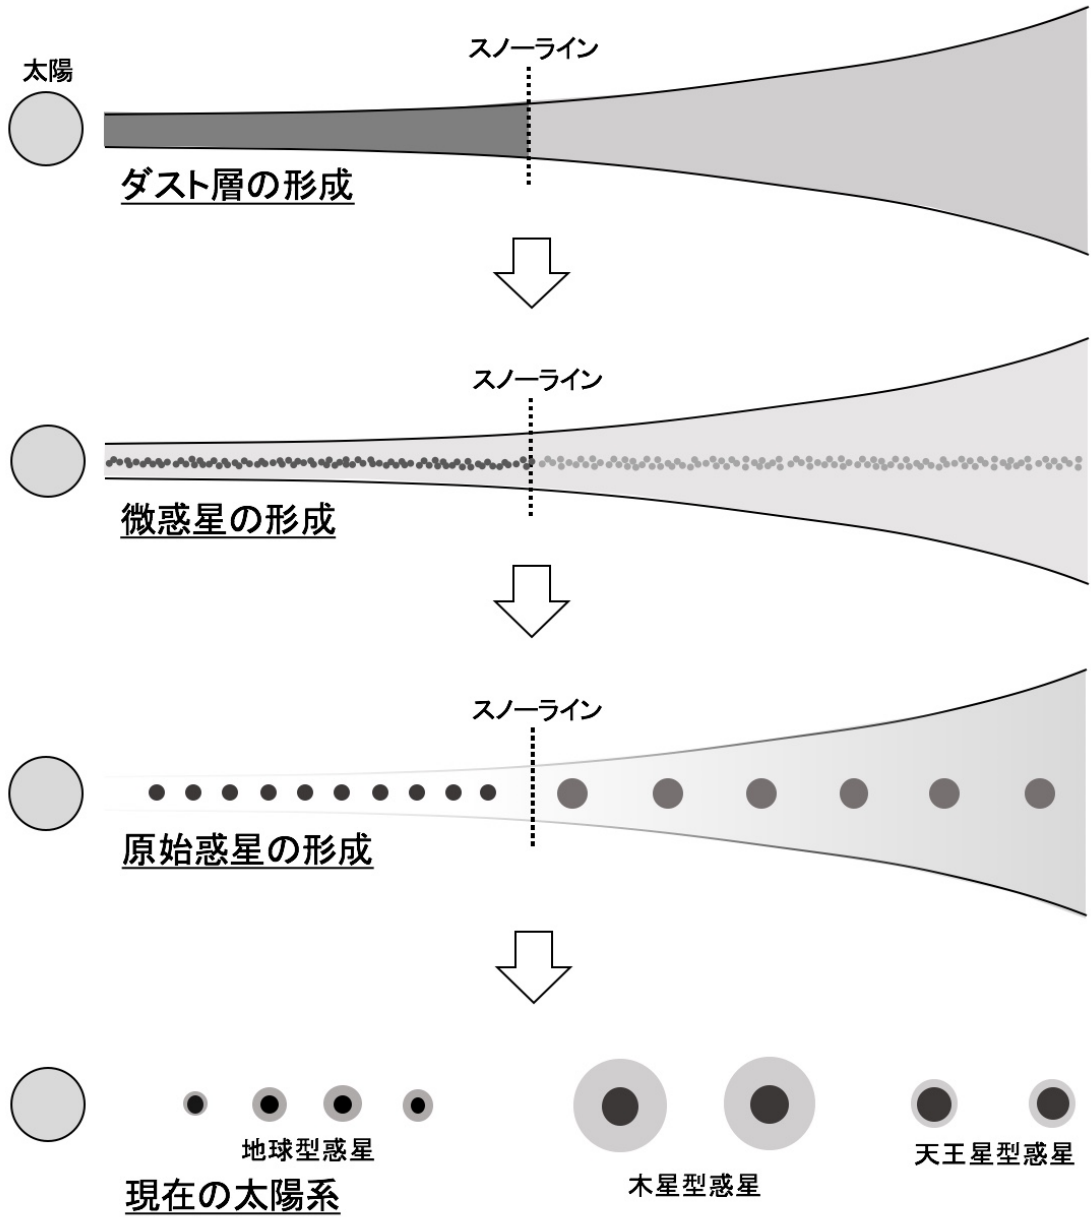 スノーライン
太陽
ダスト層の形成
スノーライン
微惑星の形成
スノーライン
原始惑星の形成
地球型惑星
天王星型惑星
木星型惑星
現在の太陽系